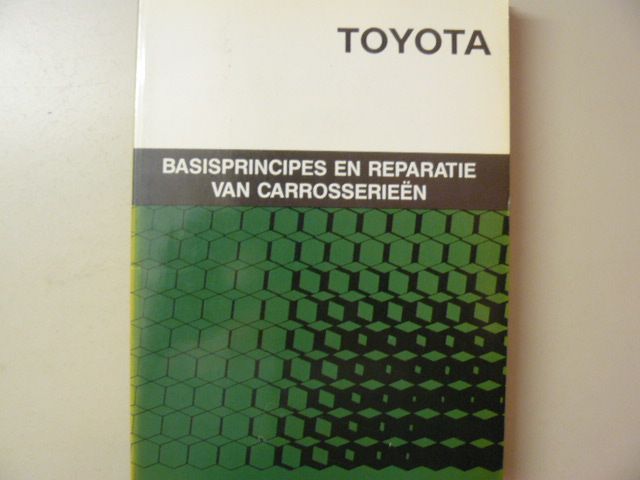 TOYOTA
BASISPRINCIPES EN REPARATIE
VAN CARROSSERIEËN